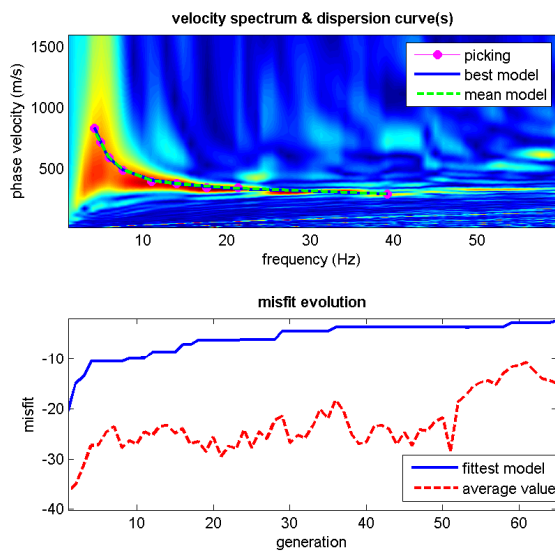 velocity spectrum & dispersion curve(s)
1500
1000
500
phase velocity (m/s)
picking
best model
mean model
10
20
30
40
50
frequency (Hz)
misfit evolution
-10
-20
-30
-40
misfit
fittest model
average value
10
20
30
40
50
60
generation